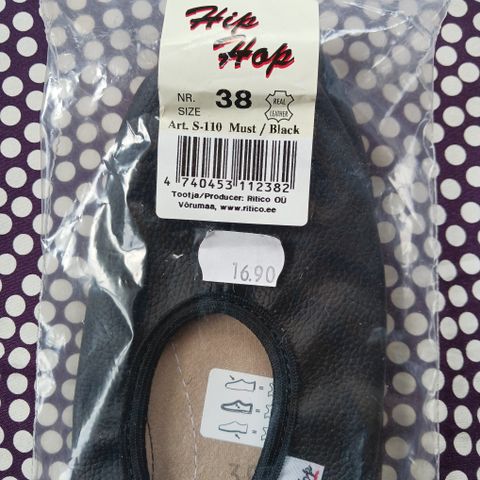 Hip
Hop
NR.
SIZE
38
REAL
LEATHER
Art. S-110 Must / Black
4 740453 112382
Tootja/Producer: Ritico OÜ
Võrumaa, www.ritico.ee
16.90